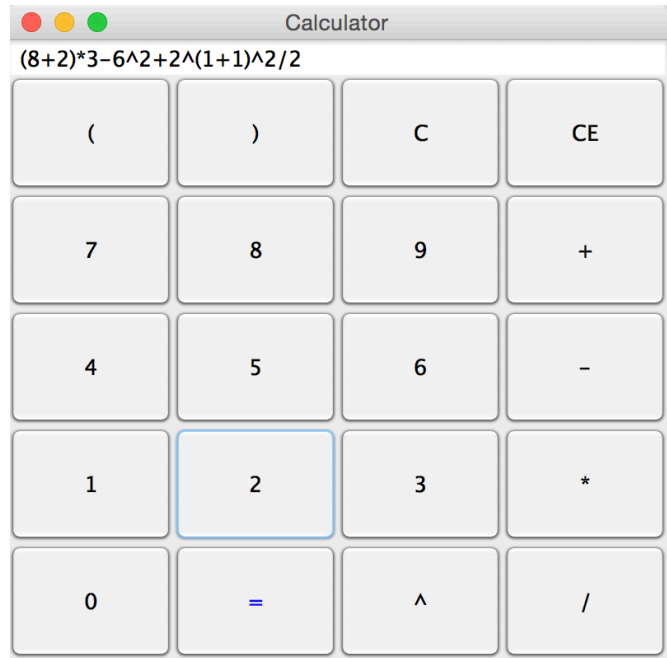 Calculator
(8+2)*3-6^2+2^(1+1)^2/2
( ) C CE
7 8 9 +
4 5 6 -
1 2 3 *
0 = ^ /